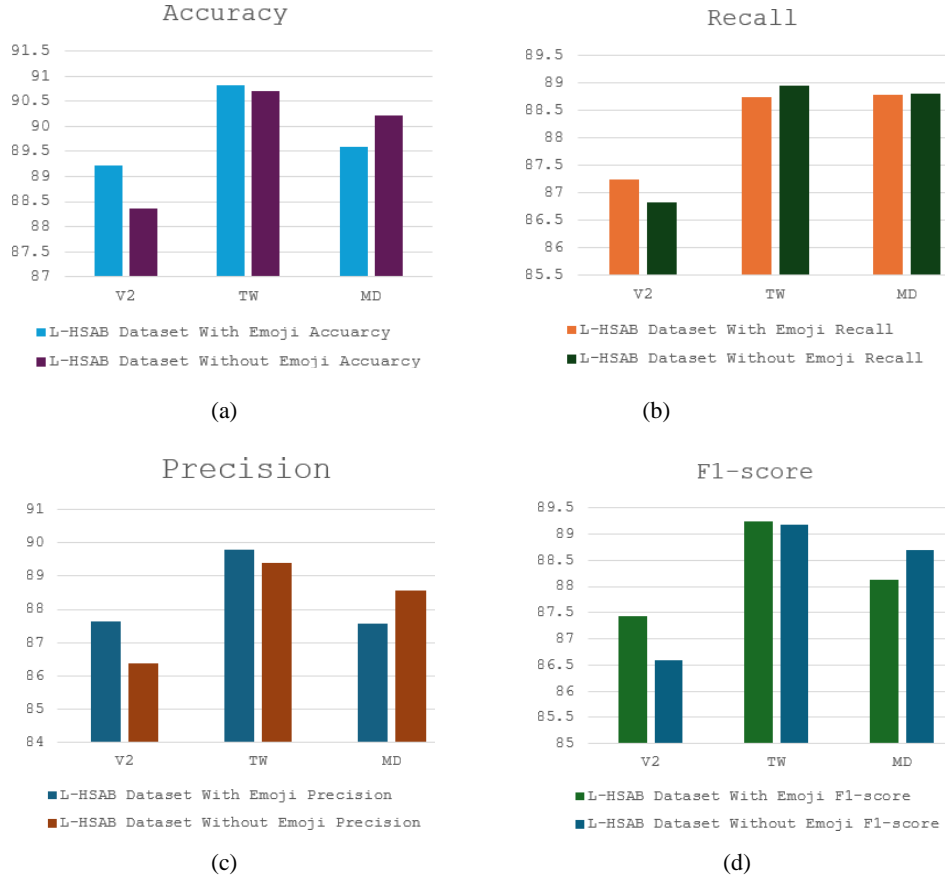 Accuracy
91.5
91
90.5
90
89.5
89
88.5
88
87.5
87
V2 TW MD
L-HSAB Dataset With Emoji Accuarcy
L-HSAB Dataset Without Emoji Accuarcy
(a)
Recall
89.5
89
88.5
88
87.5
87
86.5
86
85.5
V2 TW MD
L-HSAB Dataset With Emoji Recall
L-HSAB Dataset Without Emoji Recall
(b)
Precision
91
90
89
88
87
86
85
84
V2 TW MD
L-HSAB Dataset With Emoji Precision
L-HSAB Dataset Without Emoji Precision
(c)
F1-score
89.5
89
88.5
88
87.5
87
86.5
86
85.5
85
V2 TW MD
L-HSAB Dataset With Emoji F1-score
L-HSAB Dataset Without Emoji F1-score
(d)